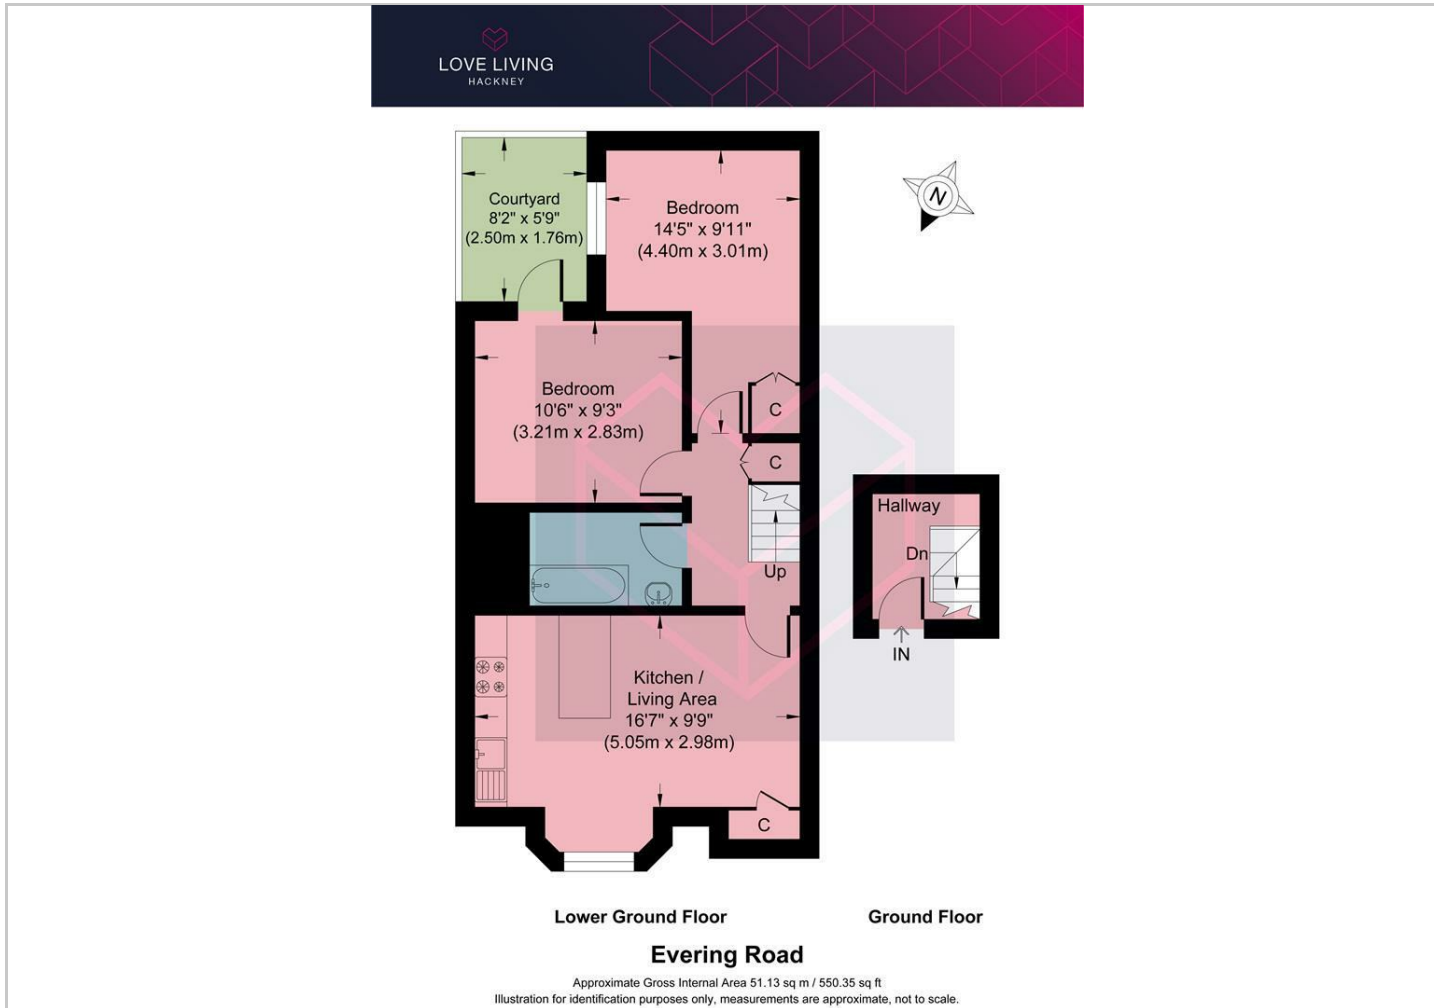 LOVE LIVING
HACKNEY
Courtyard
8'2" x 5'9"
(2.50m x 1.76m)
Bedroom
14'5" x 9'11"
(4.40m x 3.01m)
N
Bedroom
10'6" x 9'3"
(3.21m x 2.83m)
C
C
Up
Hallway
Dn
IN
Kitchen /
Living Area
16'7" x 9'9"
(5.05m x 2.98m)
C
Lower Ground Floor
Ground Floor
Evering Road
Approximate Gross Internal Area 51.13 sq m / 550.35 sq ft
Illustration for identification purposes only, measurements are approximate, not to scale.